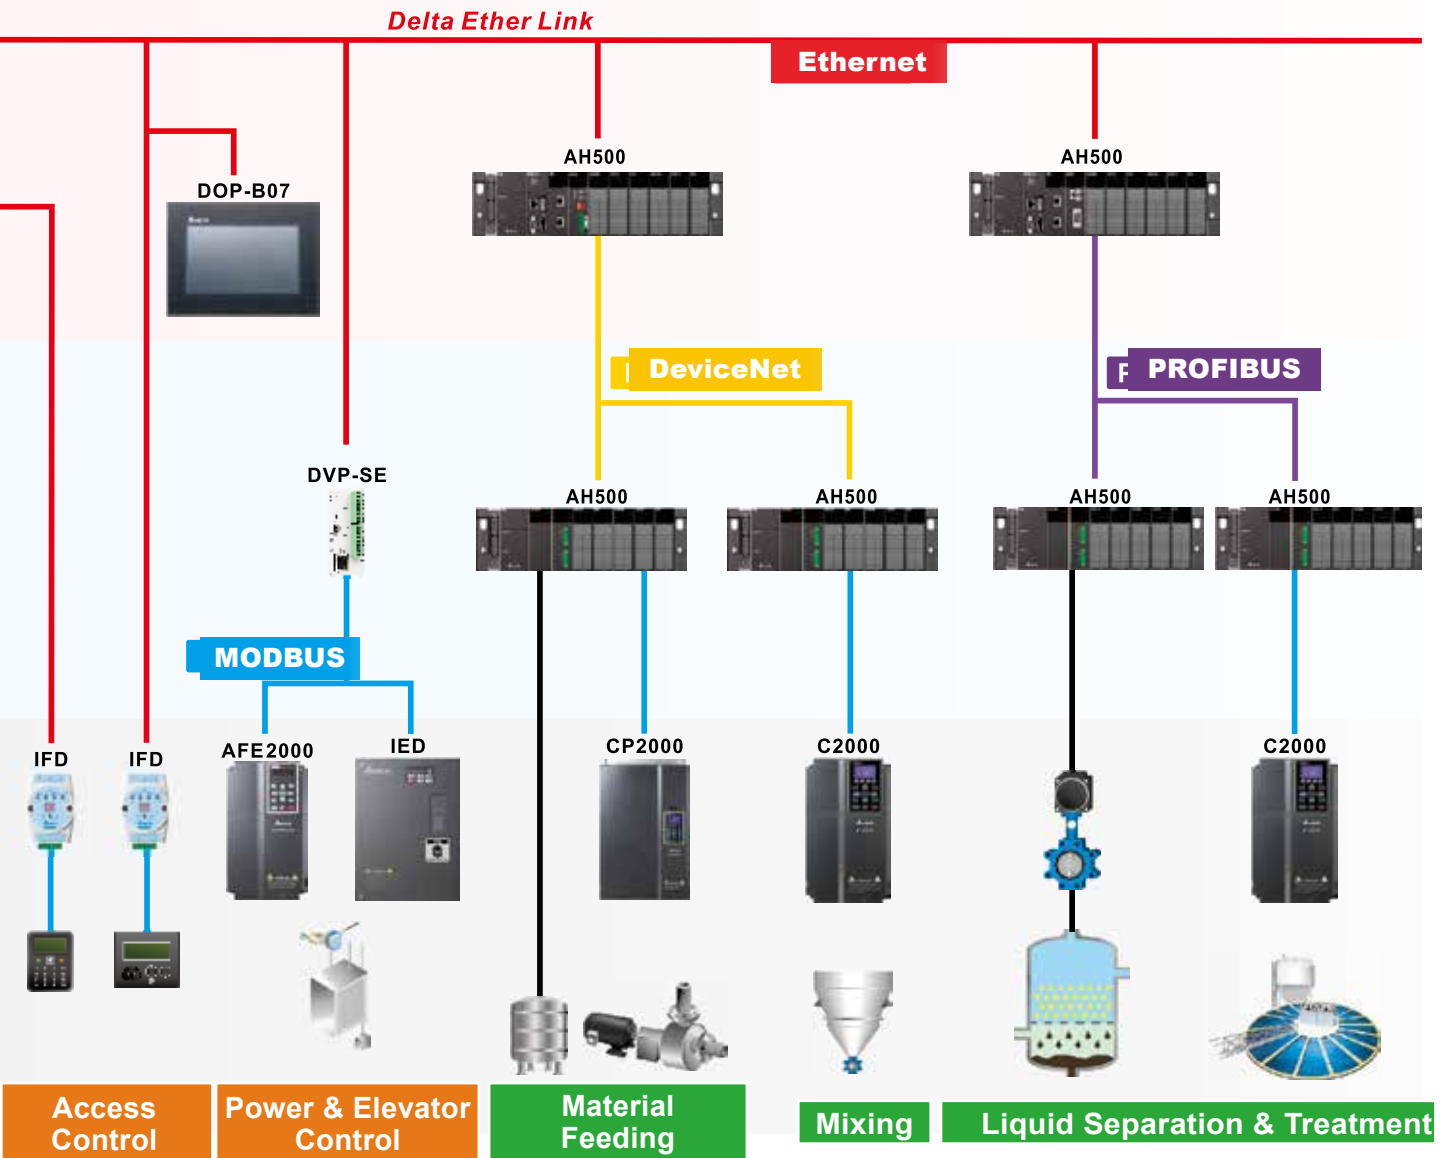 Delta Ether Link
Ethernet
AH500
AH500
DOP-B07
DeviceNet
PROFIBUS
DVP-SE
AH500
AH500
AH500
AH500
MODBUS
IFD
IFD
AFE2000
IED
CP2000
C2000
C2000
Access
Control
Power & Elevator
Control
Material
Feeding
Mixing
Liquid Separation & Treatment